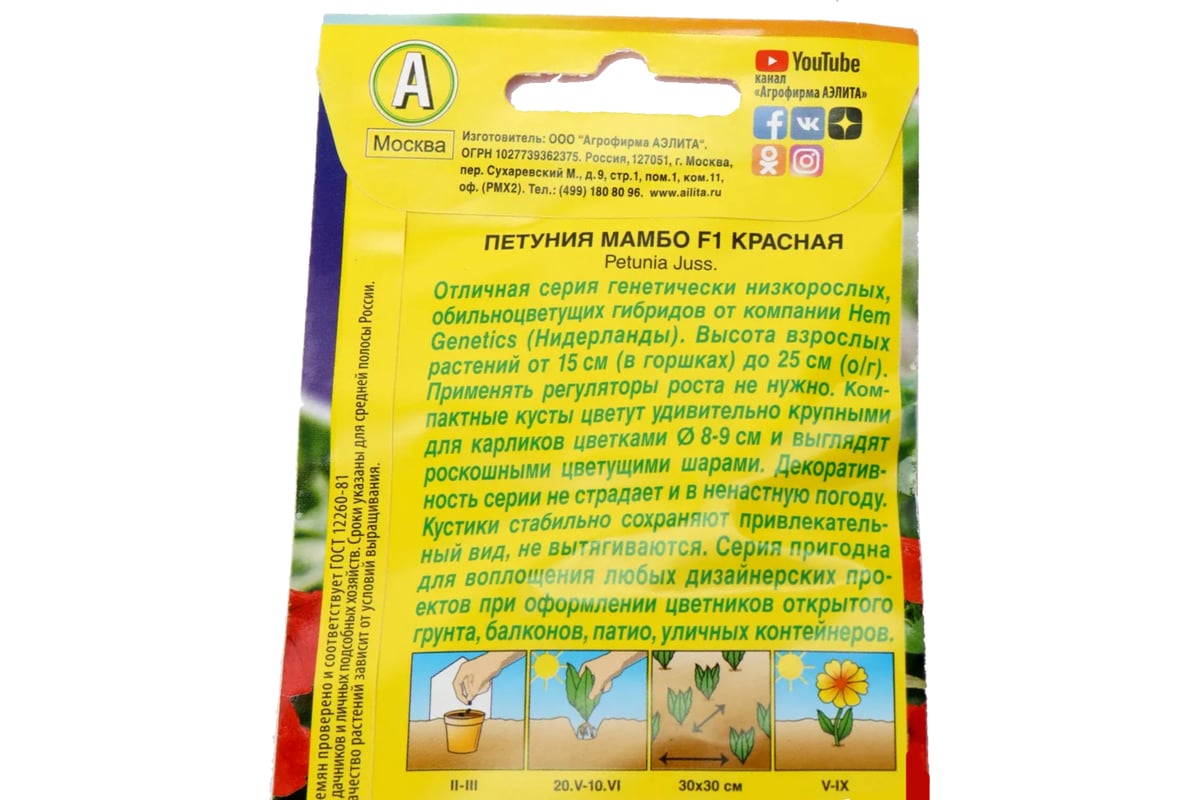 А
Москва
Изготовитель: ООО "Агрофирма АЭЛИТА".
ОГРН 1027739362375. Россия, 127051, г. Москва,
пер. Сухаревский М., д.9, стр.1, пом.1, ком.11,
оф. (РМХ2). Тел.: (499) 180 80 96. www.ailita.ru
YouTube
канал
«Агрофирма АЭЛИТА»
ПЕТУНИЯ МАМБО F1 КРАСНАЯ
Petunia Juss.
Отличная серия генетически низкорослых,
обильноцветущих гибридов от компании Hem
Genetics (Нидерланды). Высота взрослых
растений от 15 см (в горшках) до 25 см (о/г).
Применять регуляторы роста не нужно. Ком-
пактные кусты цветут удивительно крупными
для карликов цветками Ø 8-9 см и выглядят
роскошными цветущими шарами. Декоратив-
ность серии не страдает и в ненастную погоду.
Кустики стабильно сохраняют привлекатель-
ный вид, не вытягиваются. Серия пригодна
для воплощения любых дизайнерских про-
ектов при оформлении цветников открытого
грунта, балконов, патио, уличных контейнеров.
II-III
20.V-10.VI
30x30 см
V-IX
проверено и соответствует ГОСТ 12260-81
дачников и личных подсобных хозяйств. Сроки указаны для средней полосы России.
растений зависит от условий выращивания.